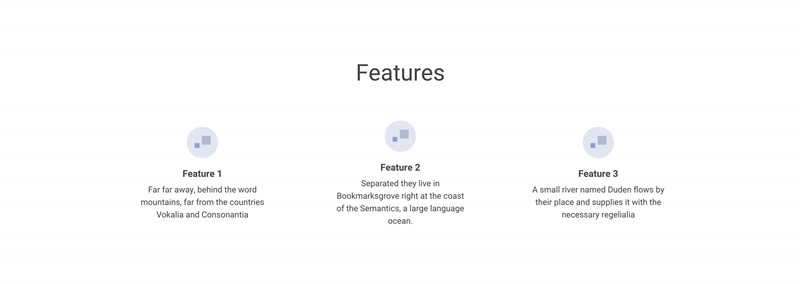 Features
Feature 1
Far far away, behind the word
mountains, far from the countries
Vokalia and Consonantia
Feature 2
Separated they live in
Bookmarksgrove right at the coast
of the Semantics, a large language
ocean.
Feature 3
A small river named Duden flows by
their place and supplies it with the
necessary regelialia